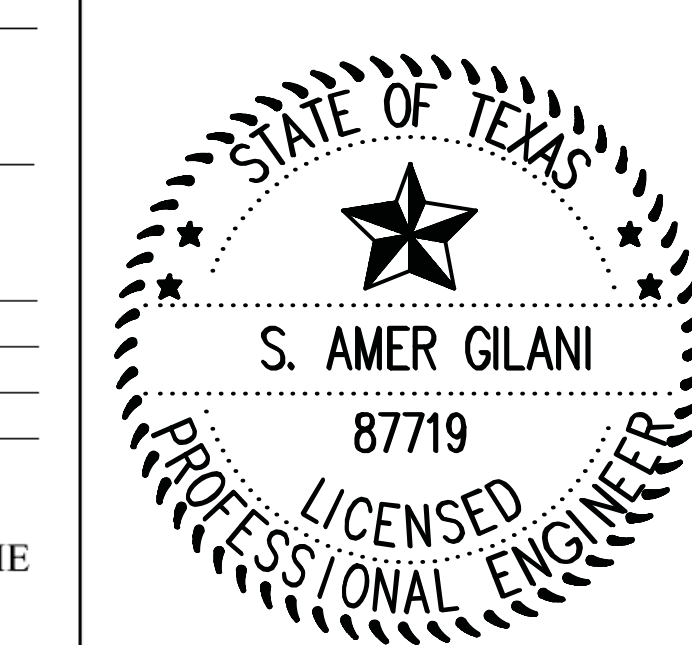 STATE OF TEXAS
S. AMER GILANI
87719
LICENSED
PROFESSIONAL ENGINEER